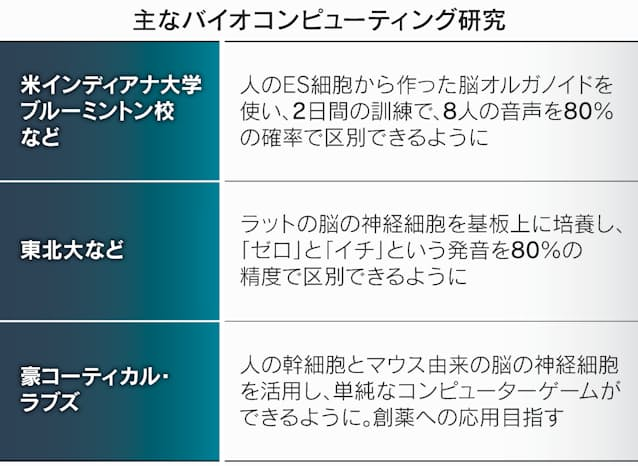 主なバイオコンピューティング研究
米インディアナ大学
ブルーミントン校
など
人のES細胞から作った脳オルガノイドを
使い、2日間の訓練で、8人の音声を80%
の確率で区別できるように
東北大など
ラットの脳の神経細胞を基板上に培養し、
「ゼロ」と「イチ」という発音を80%の
精度で区別できるように
豪コーティカル・
ラブズ
人の幹細胞とマウス由来の脳の神経細胞
を活用し、単純なコンピューターゲームが
できるように。創薬への応用目指す